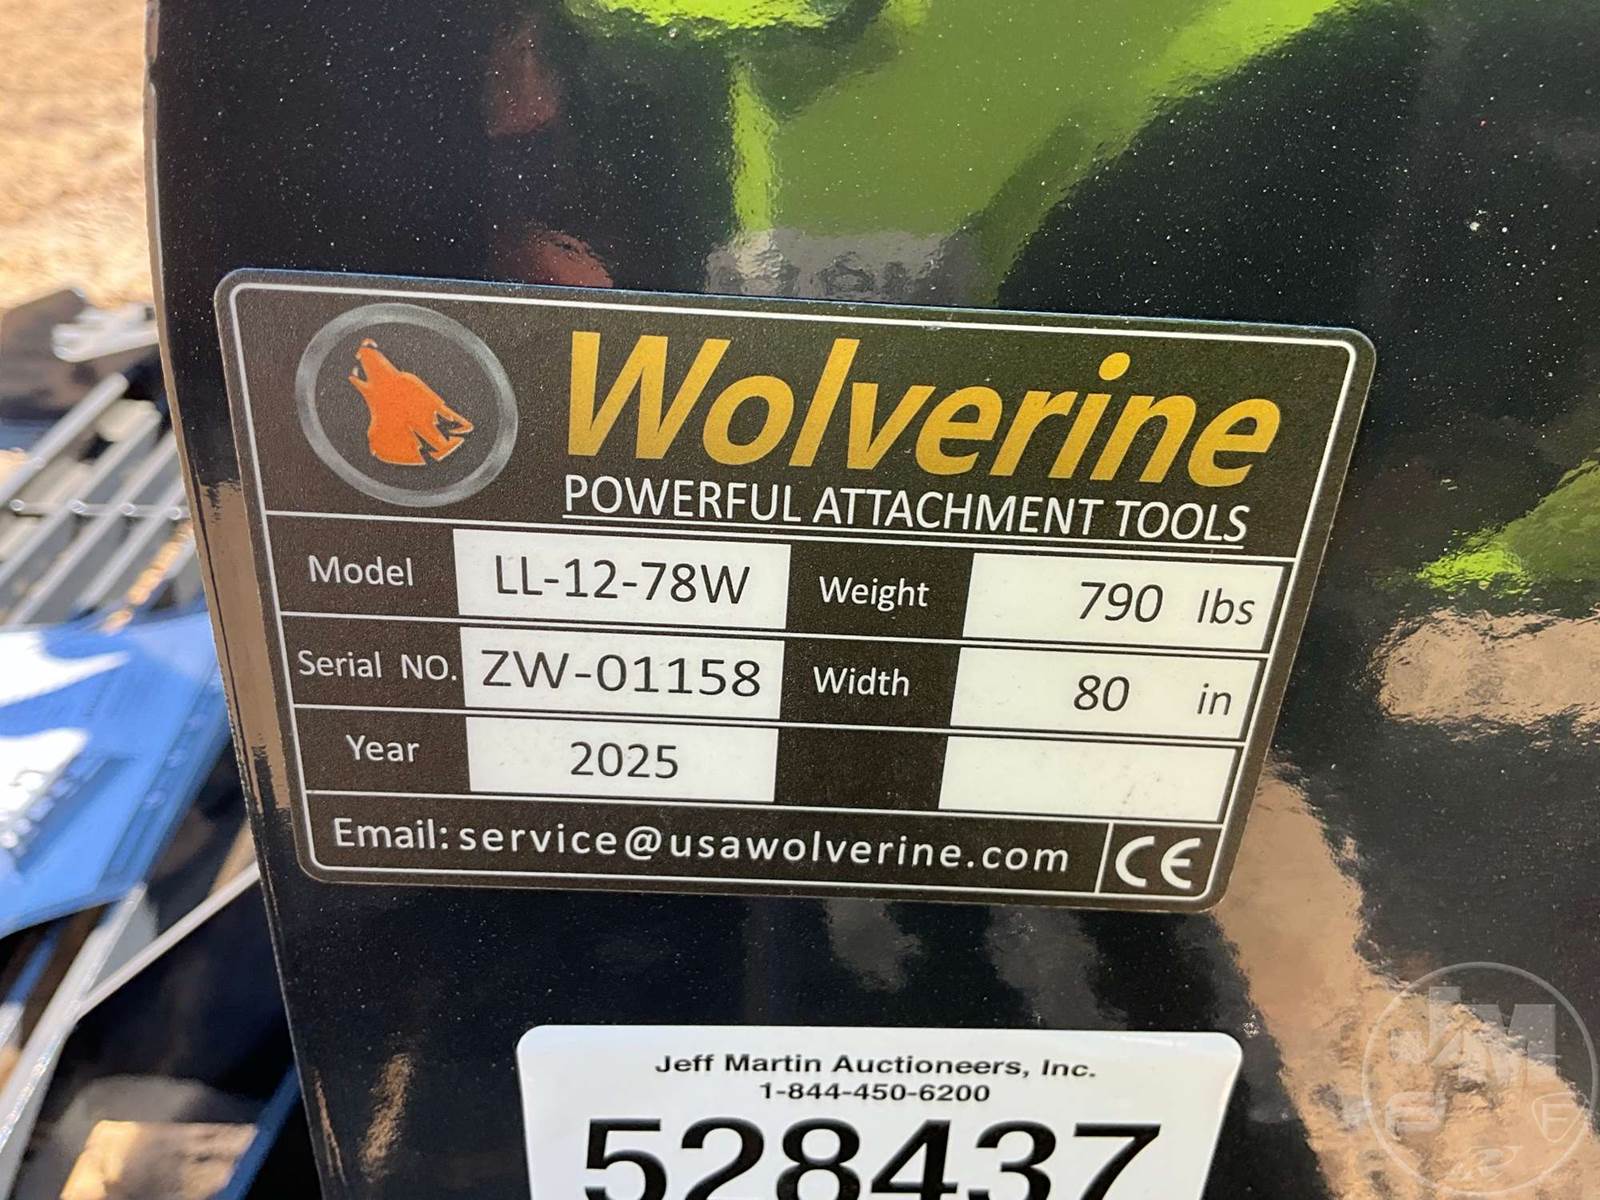 Wolverine
POWERFUL ATTACHMENT TOOLS
Model LL-12-78W Weight 790 lbs
Serial NO. ZW-01158 Width 80 in
Year 2025
Email: service@usawolverine.com CE
Jeff Martin Auctioneers, Inc.
1-844-450-6200
528437
JM